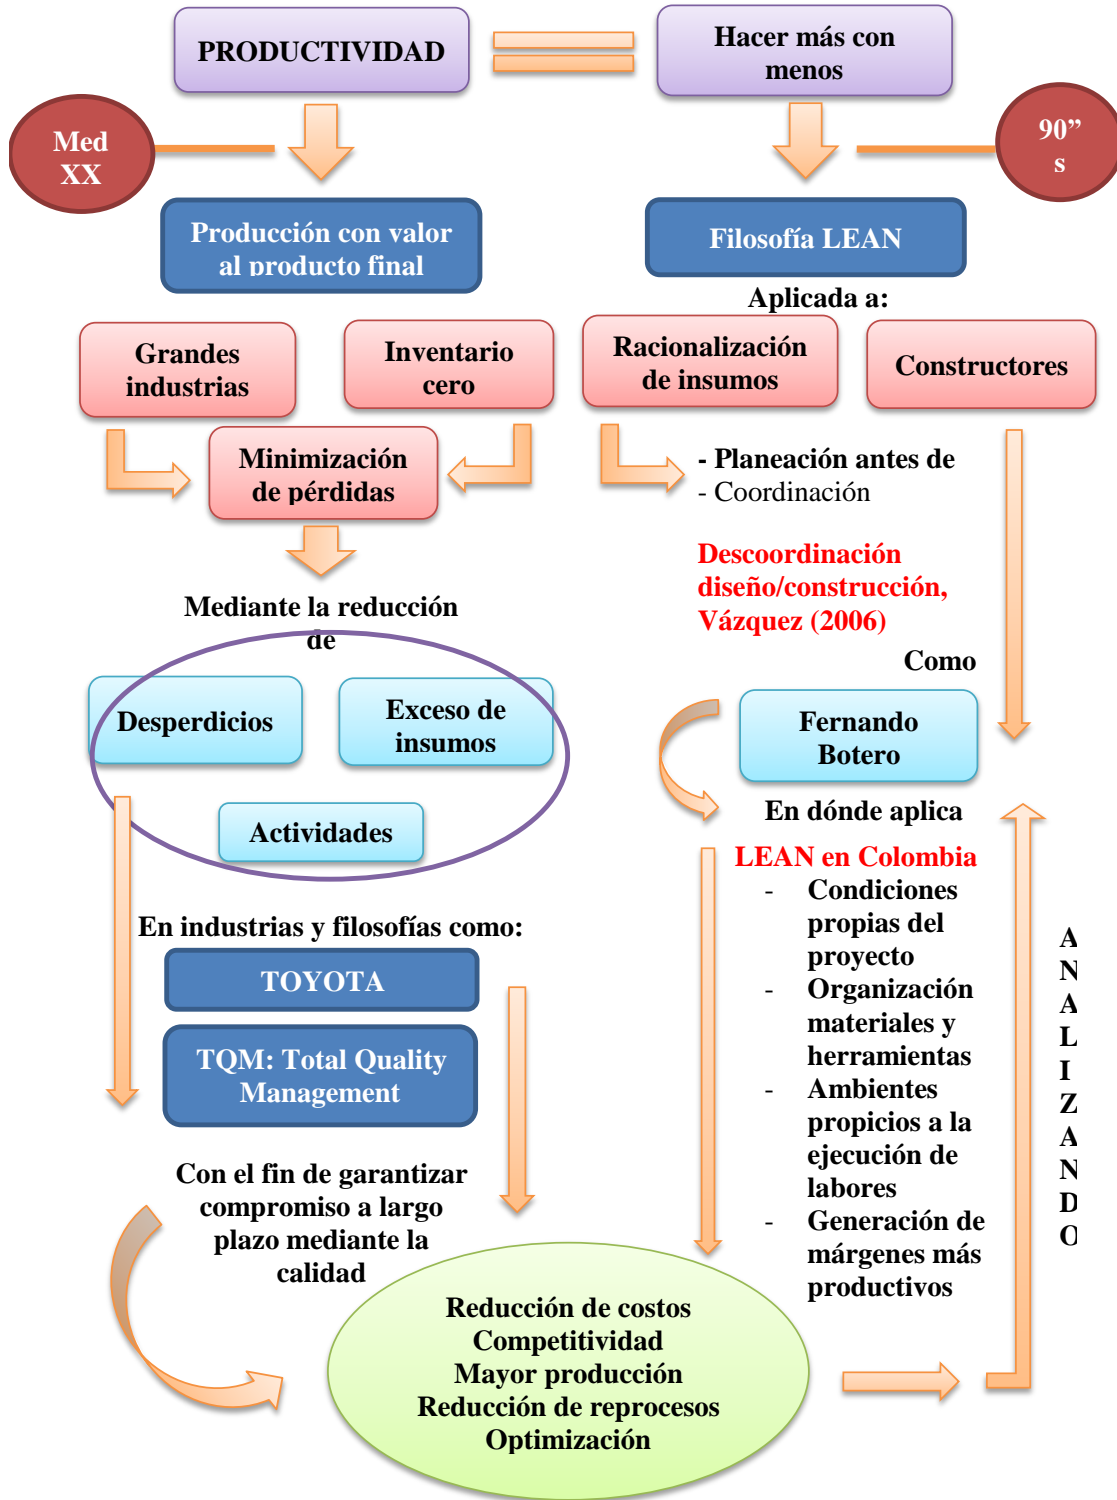 PRODUCTIVIDAD
Hacer más con
menos
Med
XX
90”
s
Producción con valor
al producto final
Filosofía LEAN
Aplicada a:
Grandes
industrias
Inventario
cero
Racionalización
de insumos
Constructores
Minimización
de pérdidas
- Planeación antes de
- Coordinación
Descoordinación
diseño/construcción,
Vázquez (2006)
Mediante la reducción
de
Como
Desperdicios
Exceso de
insumos
Actividades
Fernando
Botero
En dónde aplica
LEAN en Colombia
- Condiciones
propias del
proyecto
- Organización
materiales y
herramientas
- Ambientes
propicios a la
ejecución de
labores
- Generación de
márgenes más
productivos
A
N
A
L
I
Z
A
N
D
O
En industrias y filosofías como:
TOYOTA
TQM: Total Quality
Management
Con el fin de garantizar
compromiso a largo
plazo mediante la
calidad
Reducción de costos
Competitividad
Mayor producción
Reducción de reprocesos
Optimización